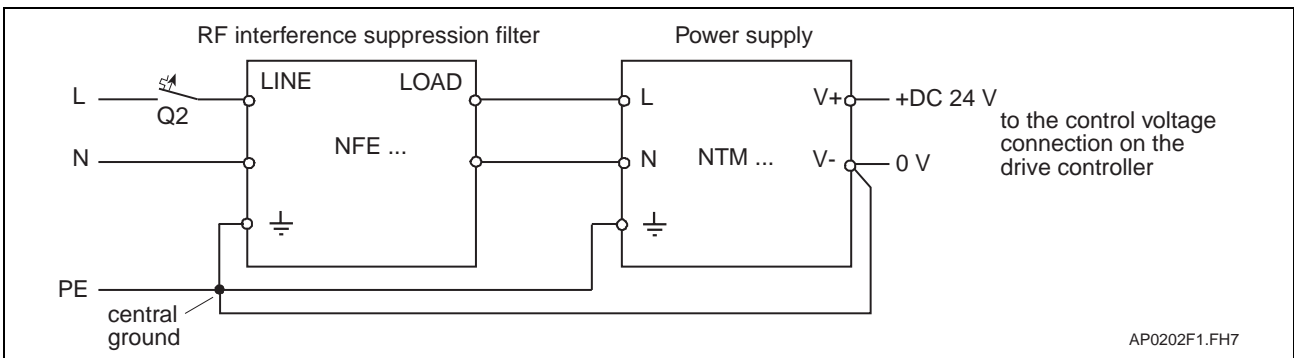 RF interference suppression filter
Power supply
L
Q2
LINE
LOAD
L
V+
+DC 24 V
N
NFE ...
N
NTM ...
V-
0 V
to the control voltage
connection on the
drive controller
PE
central
ground
AP0202F1.FH7